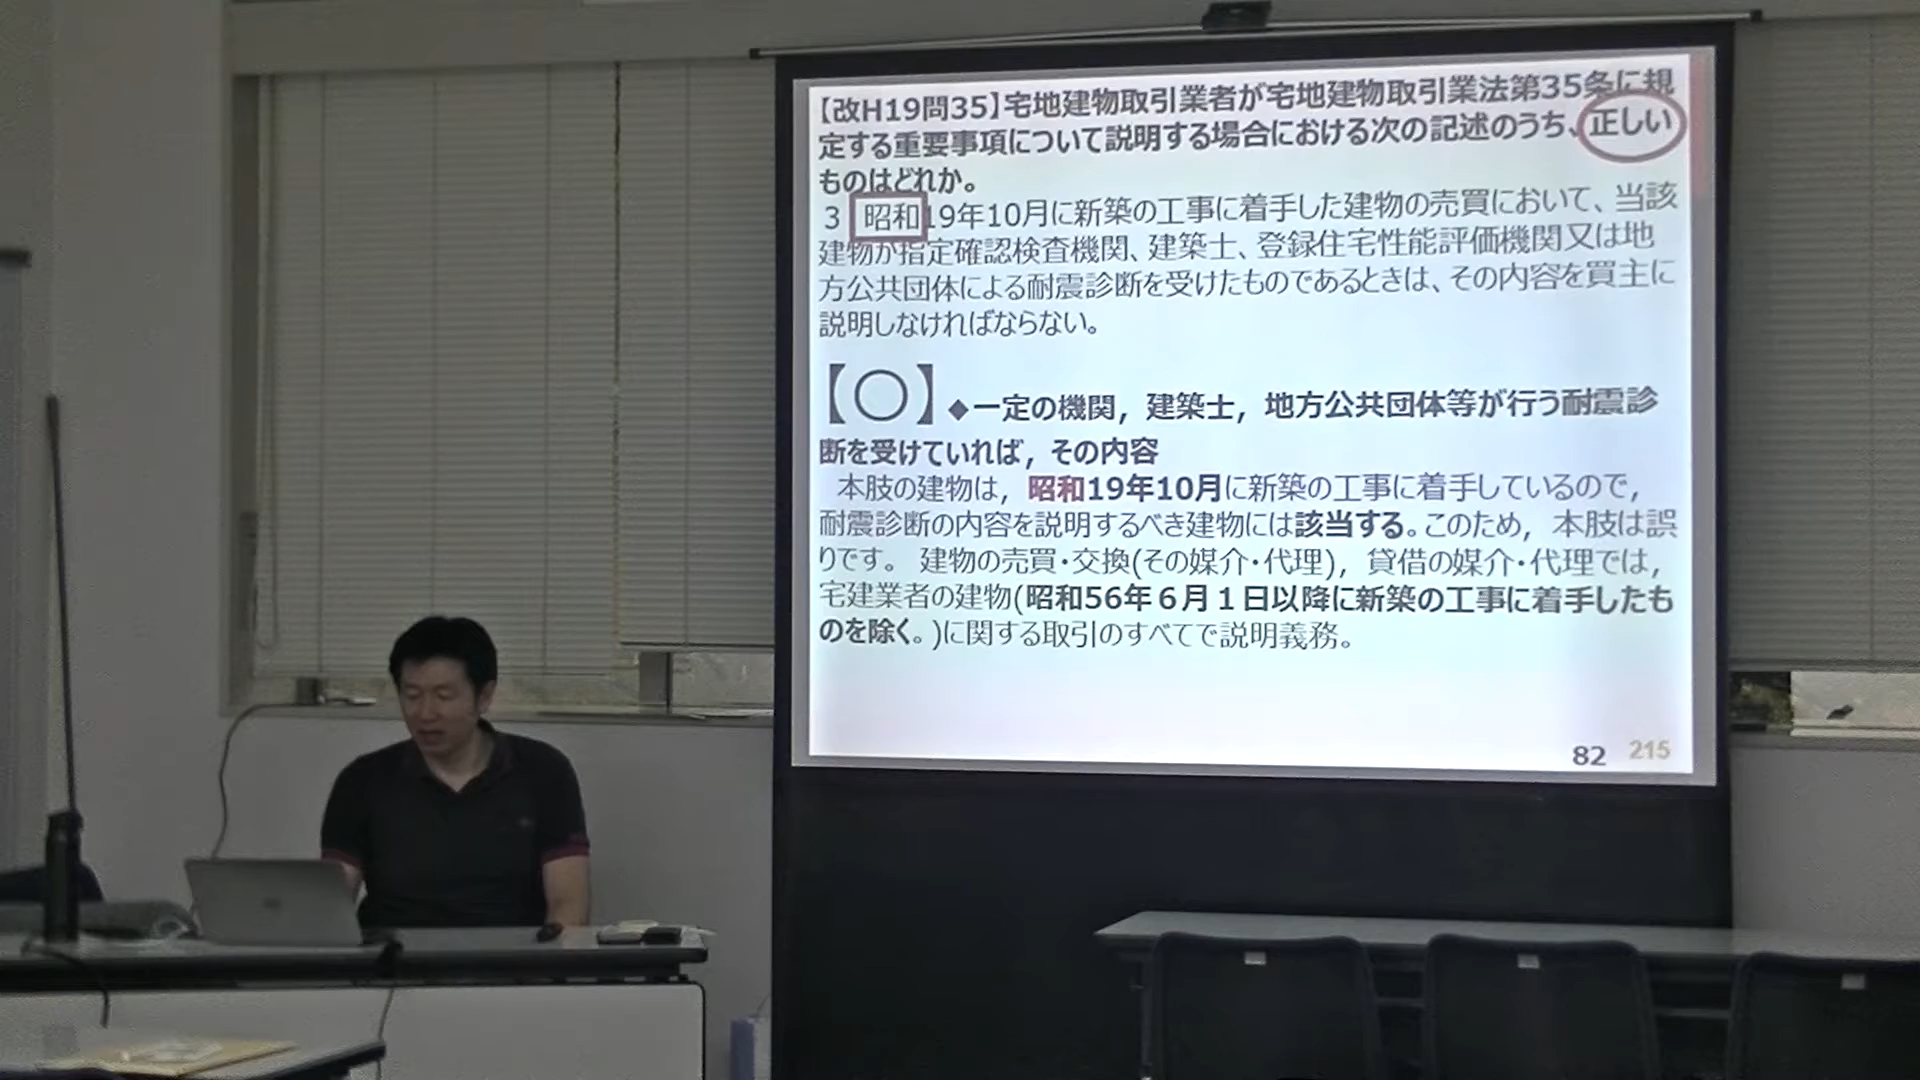 【改H19問35】宅地建物取引業者が宅地建物取引業法第35条に規
定する重要事項について説明する場合における次の記述のうち、正しい
ものはどれか。
3 昭和19年10月に新築の工事に着手した建物の売買において、当該
建物が指定確認検査機関、建築士、登録住宅性能評価機関又は地
方公共団体による耐震診断を受けたものであるときは、その内容を買主に
説明しなければならない。
【○】◆一定の機関，建築士，地方公共団体等が行う耐震診
断を受けていれば，その内容
本肢の建物は，昭和19年10月に新築の工事に着手しているので，
耐震診断の内容を説明するべき建物には該当する。このため，本肢は誤
りです。 建物の売買・交換(その媒介・代理)，貸借の媒介・代理では，
宅建業者の建物(昭和56年６月１日以降に新築の工事に着手したも
のを除く。)に関する取引のすべてで説明義務。
82 215